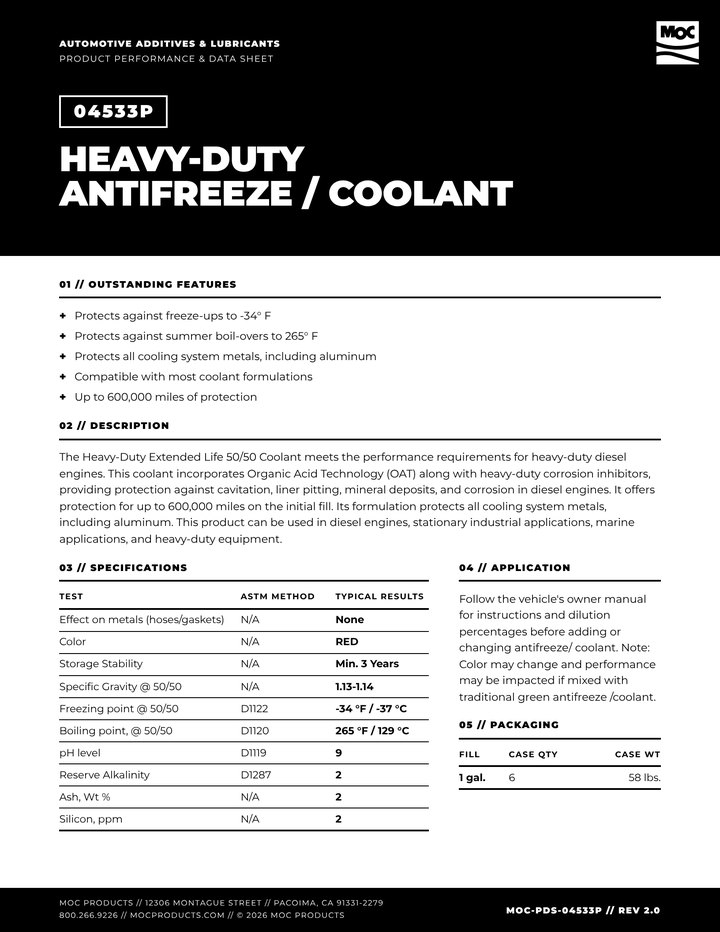 AUTOMOTIVE ADDITIVES & LUBRICANTS
PRODUCT PERFORMANCE & DATA SHEET
MOC
04533P
HEAVY-DUTY
ANTIFREEZE / COOLANT
01 // OUTSTANDING FEATURES
+ Protects against freeze-ups to -34° F
+ Protects against summer boil-overs to 265° F
+ Protects all cooling system metals, including aluminum
+ Compatible with most coolant formulations
+ Up to 600,000 miles of protection
02 // DESCRIPTION
The Heavy-Duty Extended Life 50/50 Coolant meets the performance requirements for heavy-duty diesel
engines. This coolant incorporates Organic Acid Technology (OAT) along with heavy-duty corrosion inhibitors,
providing protection against cavitation, liner pitting, mineral deposits, and corrosion in diesel engines. It offers
protection for up to 600,000 miles on the initial fill. Its formulation protects all cooling system metals,
including aluminum. This product can be used in diesel engines, stationary industrial applications, marine
applications, and heavy-duty equipment.
03 // SPECIFICATIONS
TEST ASTM METHOD TYPICAL RESULTS
Effect on metals (hoses/gaskets) N/A None
Color N/A RED
Storage Stability N/A Min. 3 Years
Specific Gravity @ 50/50 N/A 1.13-1.14
Freezing point @ 50/50 D1122 -34 °F / -37 °C
Boiling point, @ 50/50 D1120 265 °F / 129 °C
pH level D1119 9
Reserve Alkalinity D1287 2
Ash, Wt % N/A 2
Silicon, ppm N/A 2
04 // APPLICATION
Follow the vehicle's owner manual
for instructions and dilution
percentages before adding or
changing antifreeze/ coolant. Note:
Color may change and performance
may be impacted if mixed with
traditional green antifreeze /coolant.
05 // PACKAGING
FILL CASE QTY CASE WT
1 gal. 6 58 lbs.
MOC PRODUCTS // 12306 MONTAGUE STREET // PACOIMA, CA 91331-2279
800.266.9226 // MOCPRODUCTS.COM // © 2026 MOC PRODUCTS
MOC-PDS-04533P // REV 2.0